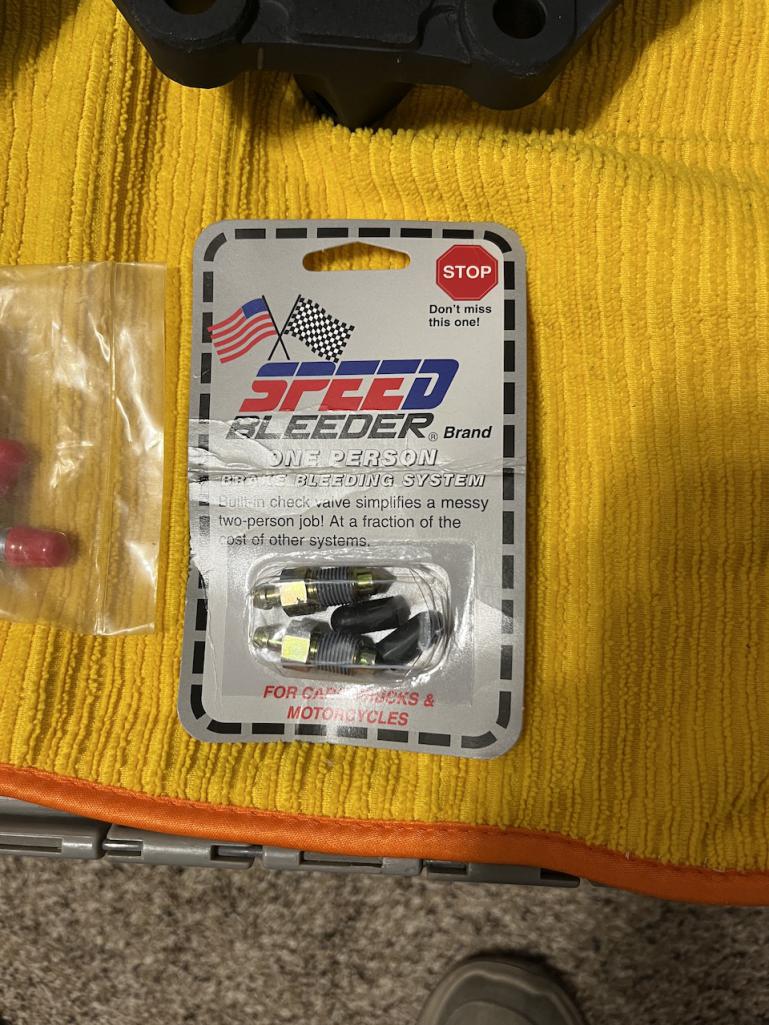 STOP
Don't miss
this one!
SPEED
BLEEDER® Brand
ONE PERSON
BRAKE BLEEDING SYSTEM
Built-in check valve simplifies a messy
two-person job! At a fraction of the
cost of other systems.
FOR CARS, TRUCKS &
MOTORCYCLES